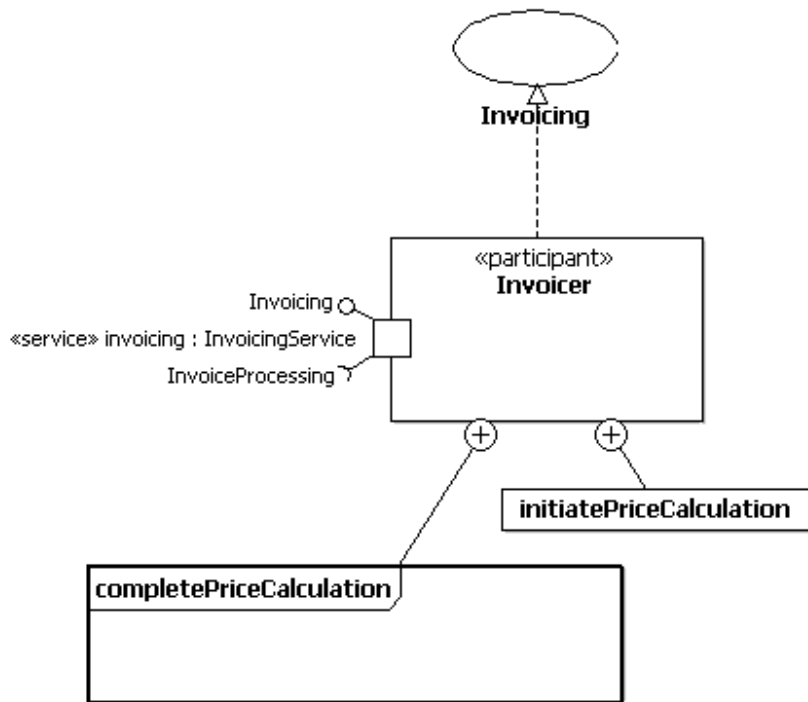 Invoicing
«participant»
Invoicer
Invoicing
«service» invoicing : InvoicingService
InvoiceProcessing
initiatePriceCalculation
completePriceCalculation